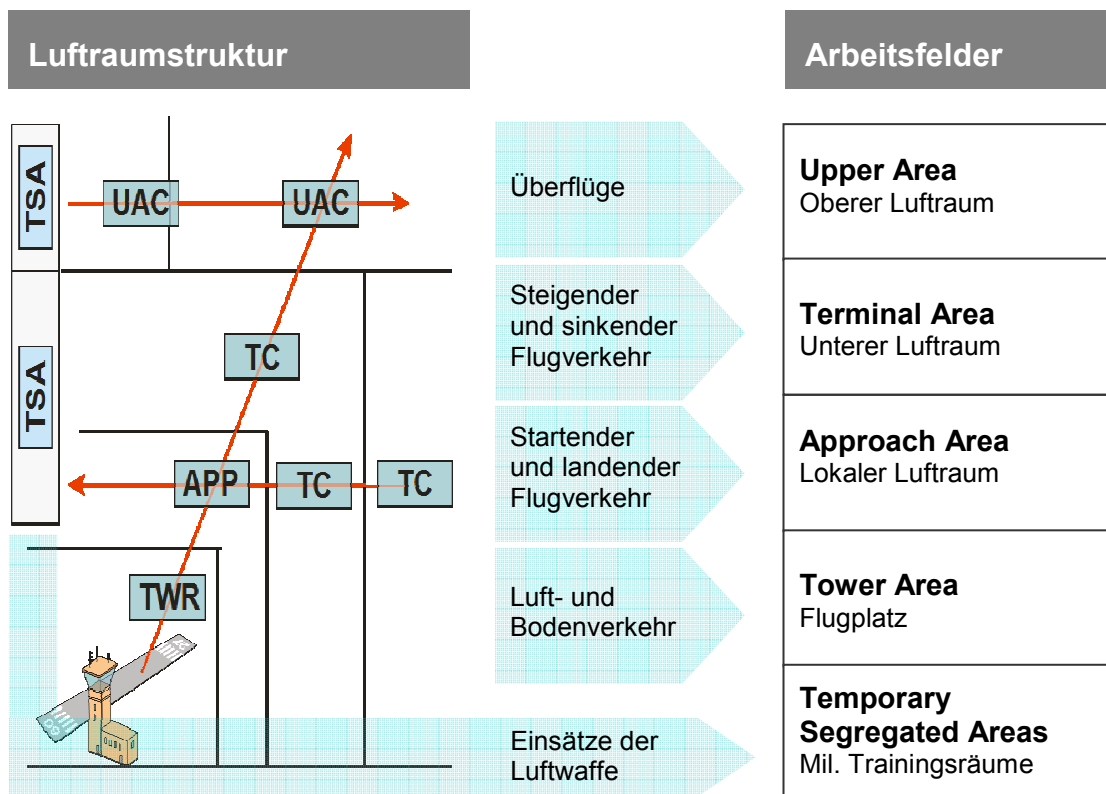 Luftraumstruktur
Arbeitsfelder
TSA
UAC
UAC
Überflüge
Upper Area
Oberer Luftraum
TSA
TC
Steigender
und sinkender
Flugverkehr
Terminal Area
Unterer Luftraum
APP
TC
TC
Startender
und landender
Flugverkehr
Approach Area
Lokaler Luftraum
TWR
Luft- und
Bodenverkehr
Tower Area
Flugplatz
Einsätze der
Luftwaffe
Temporary
Segregated Areas
Mil. Trainingsräume